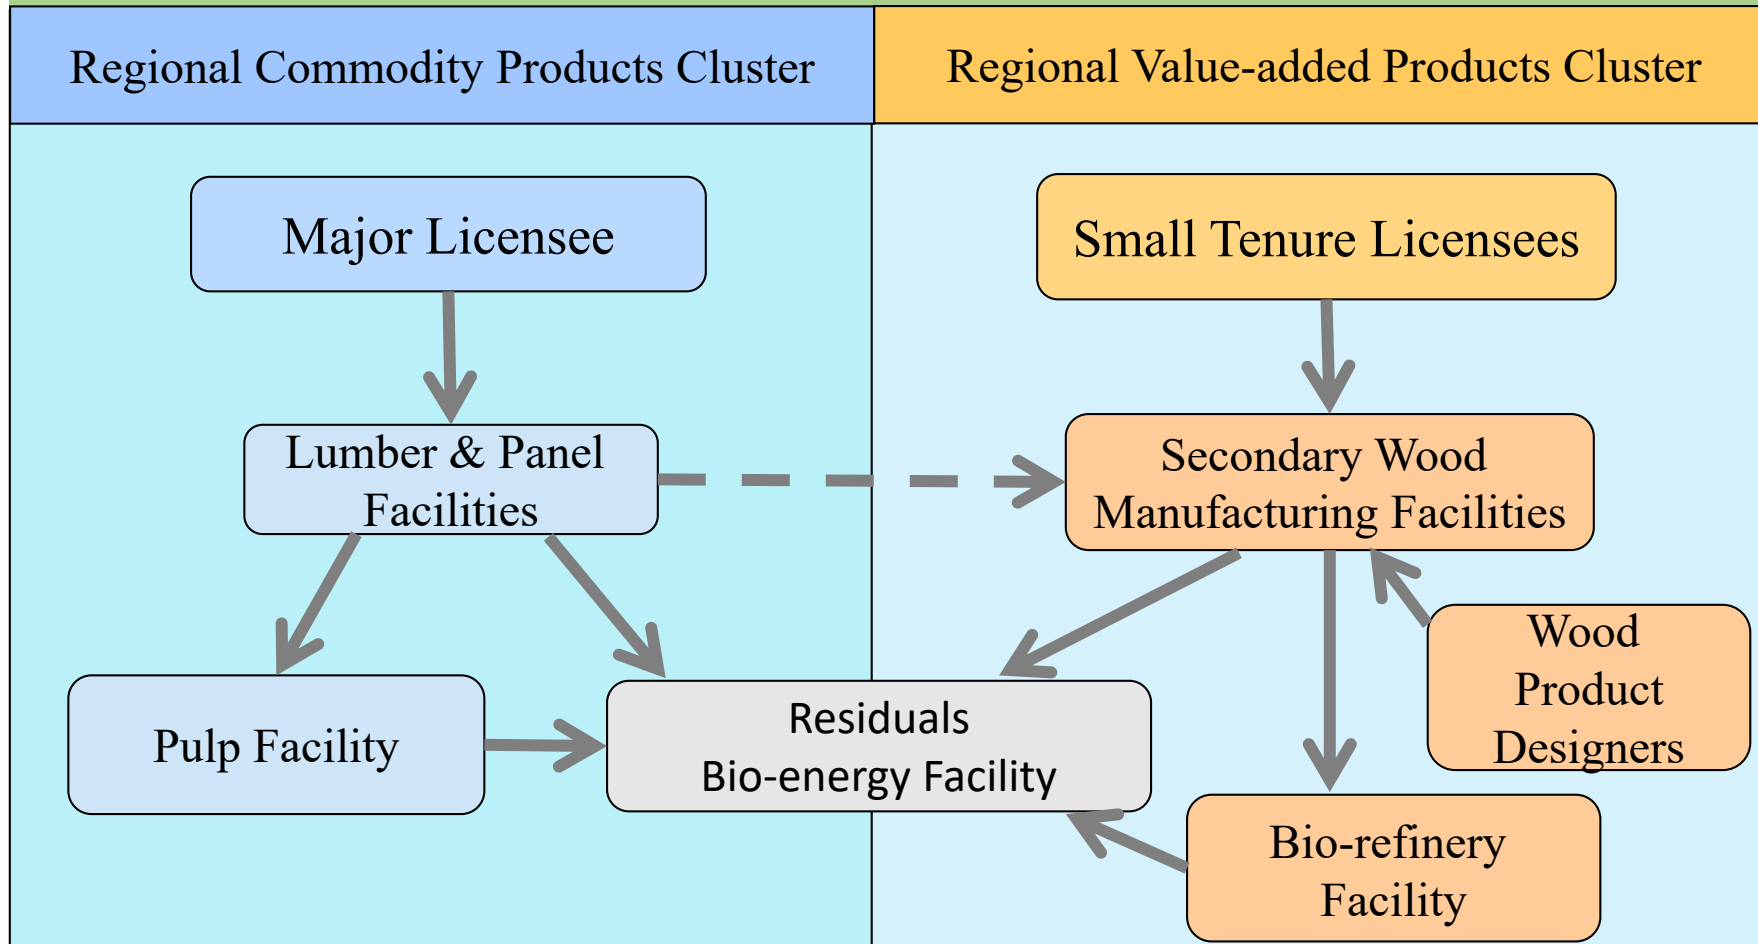 Regional Commodity Products Cluster
Regional Value-added Products Cluster
Major Licensee
Small Tenure Licensees
Lumber & Panel
Facilities
Secondary Wood
Manufacturing Facilities
Wood
Product
Designers
Pulp Facility
Residuals
Bio-energy Facility
Bio-refinery
Facility